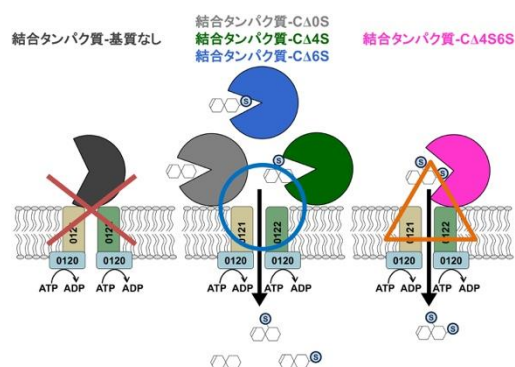 結合タンパク質-基質なし
結合タンパク質-CΔ0S
結合タンパク質-CΔ4S
結合タンパク質-CΔ6S
結合タンパク質-CΔ4S6S
S
S
S
S
0121
0122
0121
0122
0120
0120
0120
0120
0120
0120
ATP ADP
ATP ADP
ATP ADP
ATP ADP
ATP ADP
ATP ADP
S
S
S
S